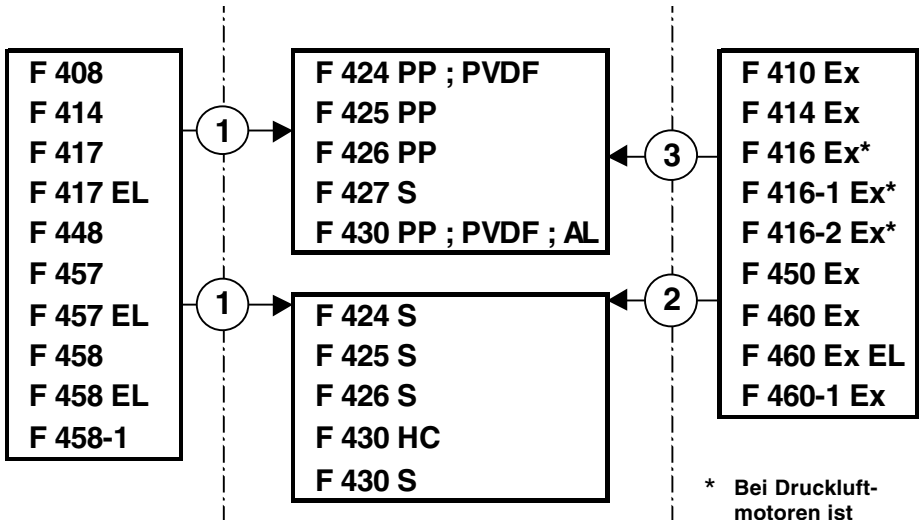 F 408
F 414
F 417
F 417 EL
F 448
F 457
F 457 EL
F 458
F 458 EL
F 458-1
1
1
F 424 PP ; PVDF
F 425 PP
F 426 PP
F 427 S
F 430 PP ; PVDF ; AL
F 424 S
F 425 S
F 426 S
F 430 HC
F 430 S
3
2
F 410 Ex
F 414 Ex
F 416 Ex*
F 416-1 Ex*
F 416-2 Ex*
F 450 Ex
F 460 Ex
F 460 Ex EL
F 460-1 Ex
* Bei Druckluft-
motoren ist